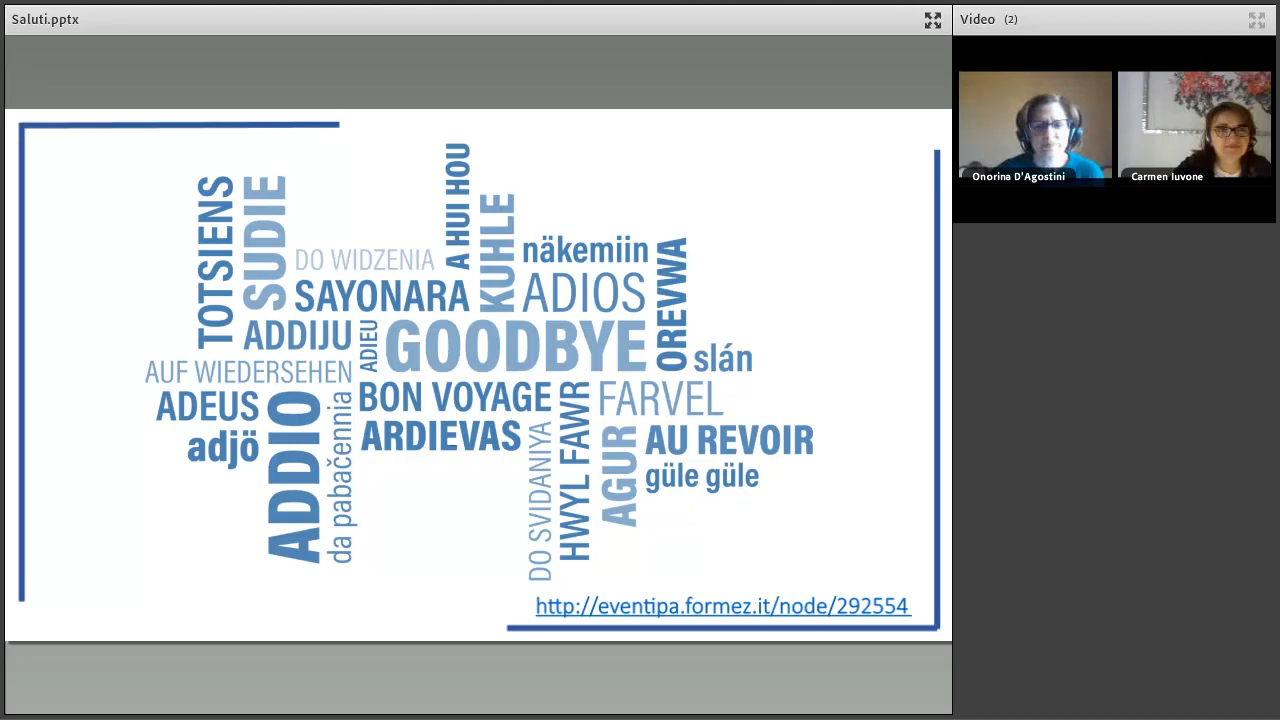 Saluti.pptx
Video (2)
Onorina D'Agostini
Carmen Iuvone
TOTSIENS
SUDIE
DO WIDZENIA
A HUI HOU
KUHLE
näkemiin
OREVWA
SAYONARA
ADIOS
ADDIJU
ADIEU
GOODBYE
slán
AUF WIEDERSEHEN
ADEUS
adjö
ADDIO
da pabačennia
BON VOYAGE
ARDIEVAS
DO SVIDANIYA
HWYL FAWR
FARVEL
AGUR
AU REVOIR
güle güle
http://eventipa.formez.it/node/292554